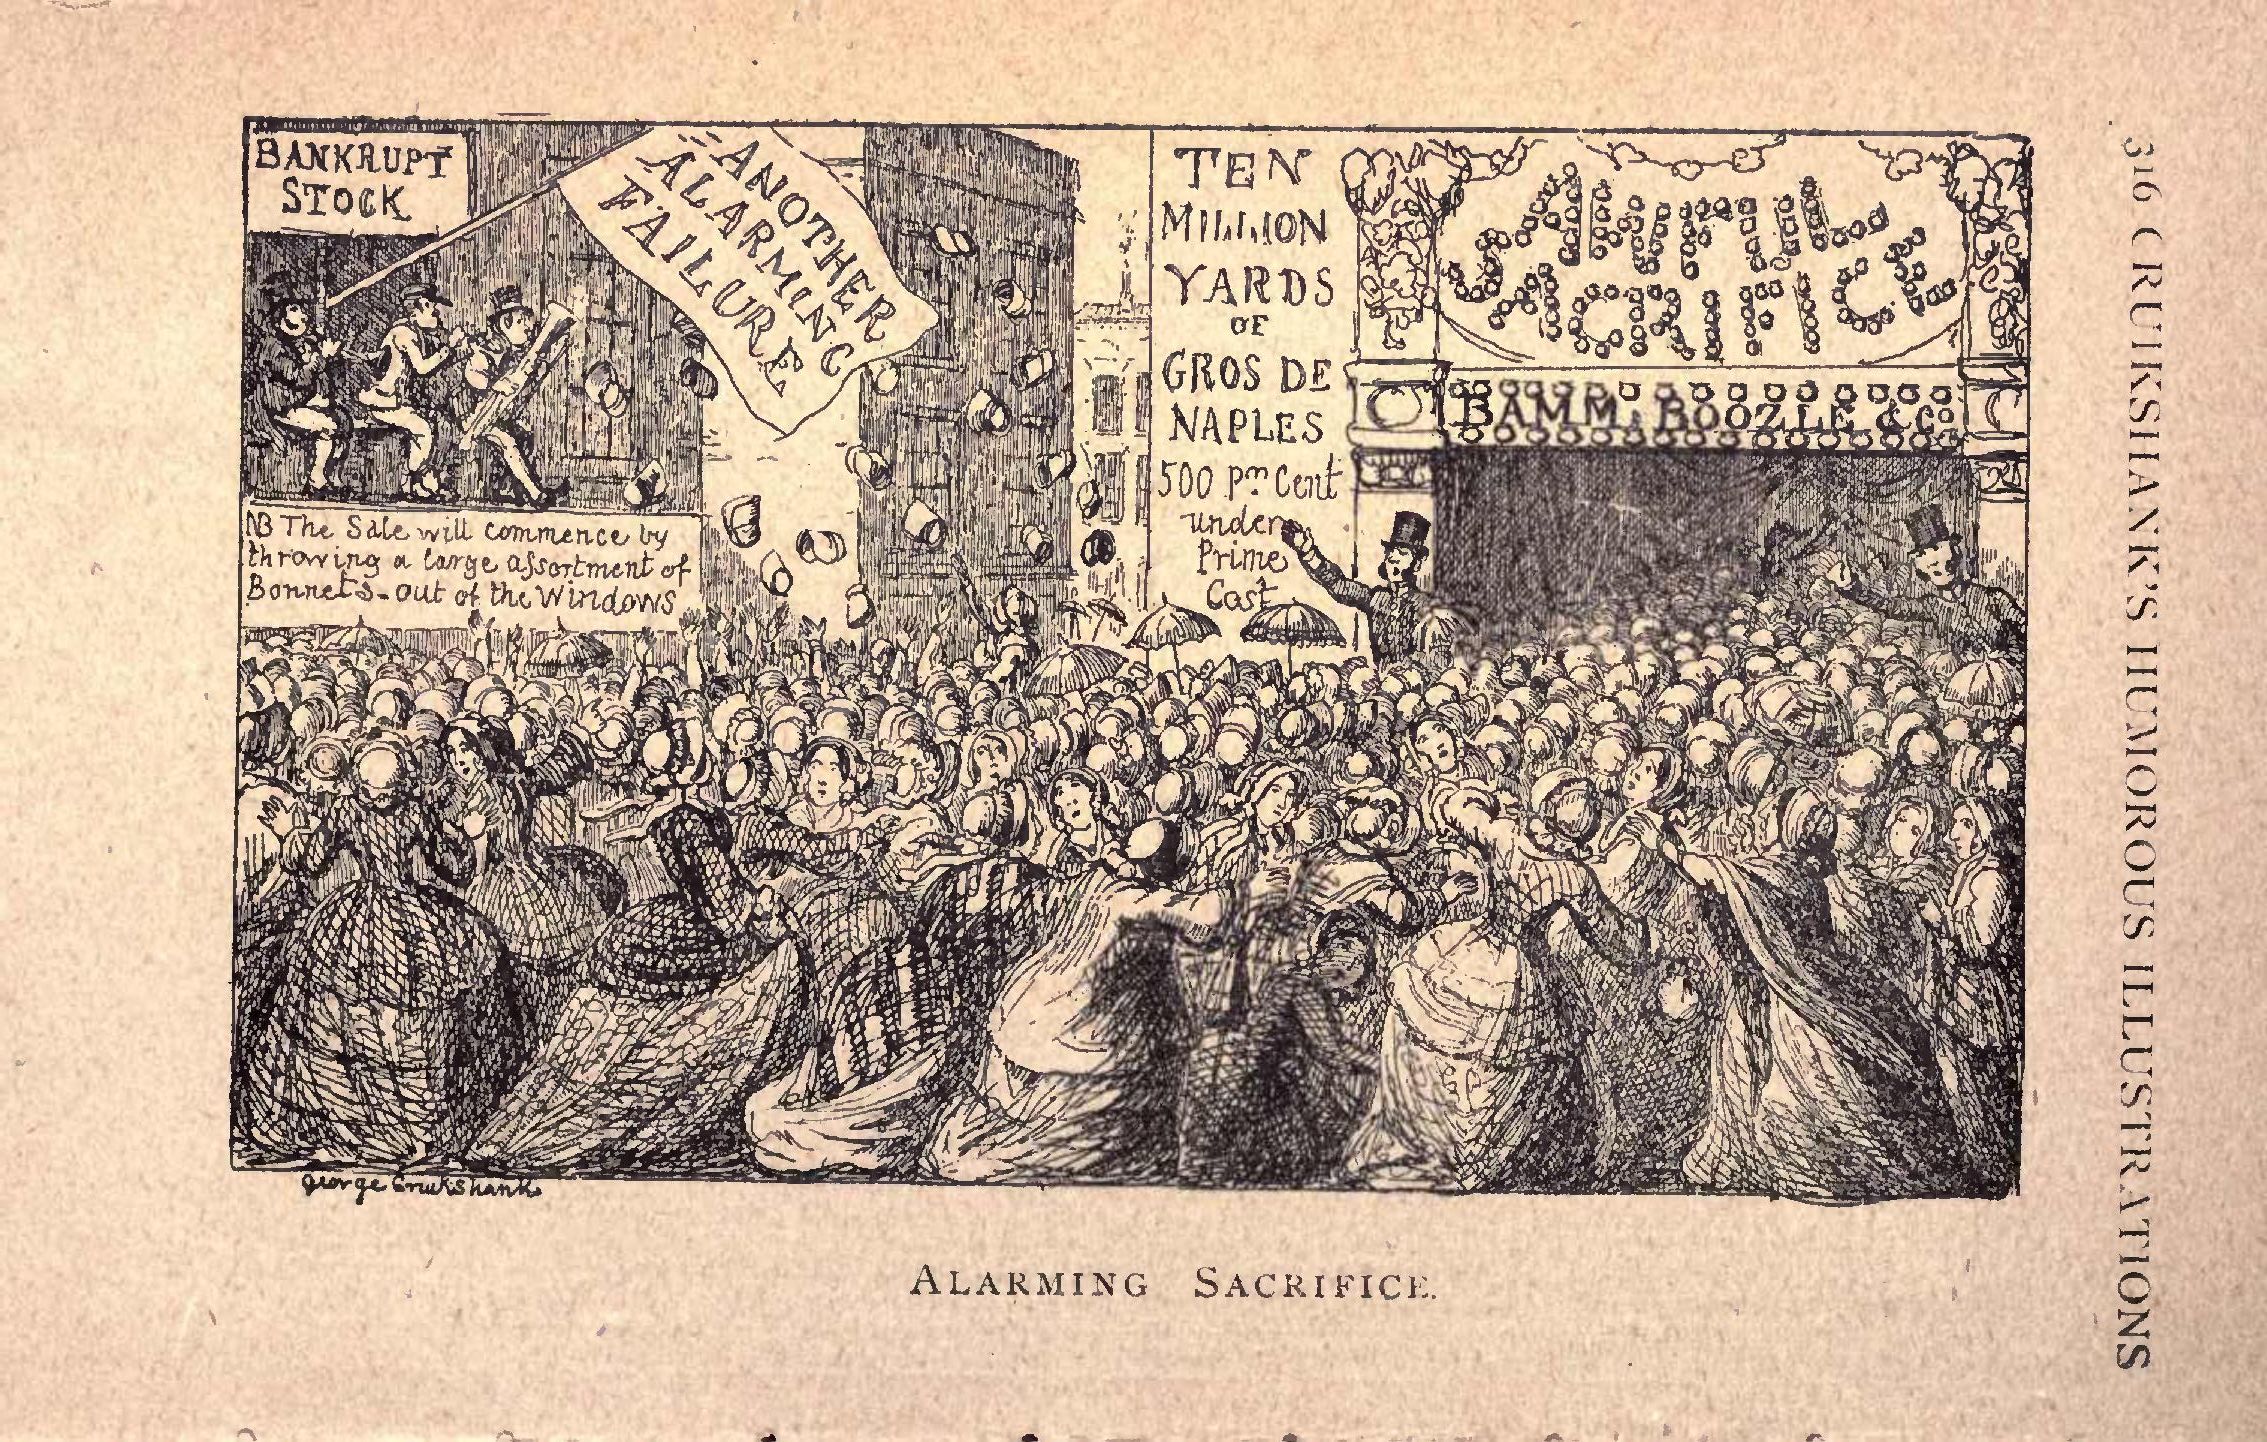 BANKRUPT
STOCK
ANOTHER
ALARMING
FAILURE
NB The Sale will commence by
throwing a large assortment of
Bonnets - out of the Windows
TEN
MILLION
YARDS
OF
GROS DE
NAPLES
500 pr Cent
under
Prime
Cost
BAMM. BOOZLE & Co
George Cruikshank
ALARMING SACRIFICE.
316 CRUIKSHANK'S HUMOROUS ILLUSTRATIONS